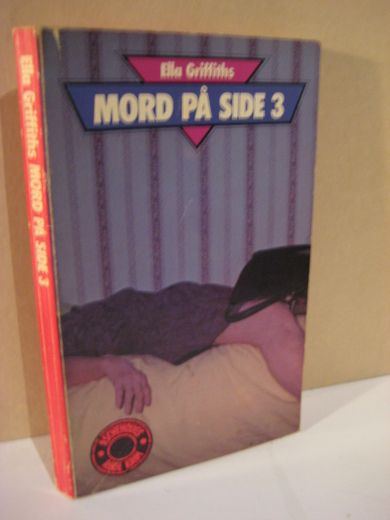 Ella Griffiths
MORD PÅ SIDE 3
Ella Griffiths MORD PÅ SIDE 3